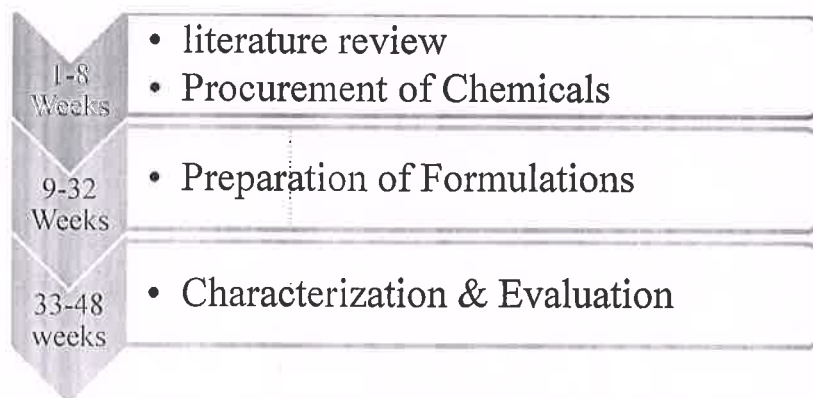 1-8
Weeks
• literature review
• Procurement of Chemicals
9-32
Weeks
• Preparation of Formulations
33-48
weeks
• Characterization & Evaluation